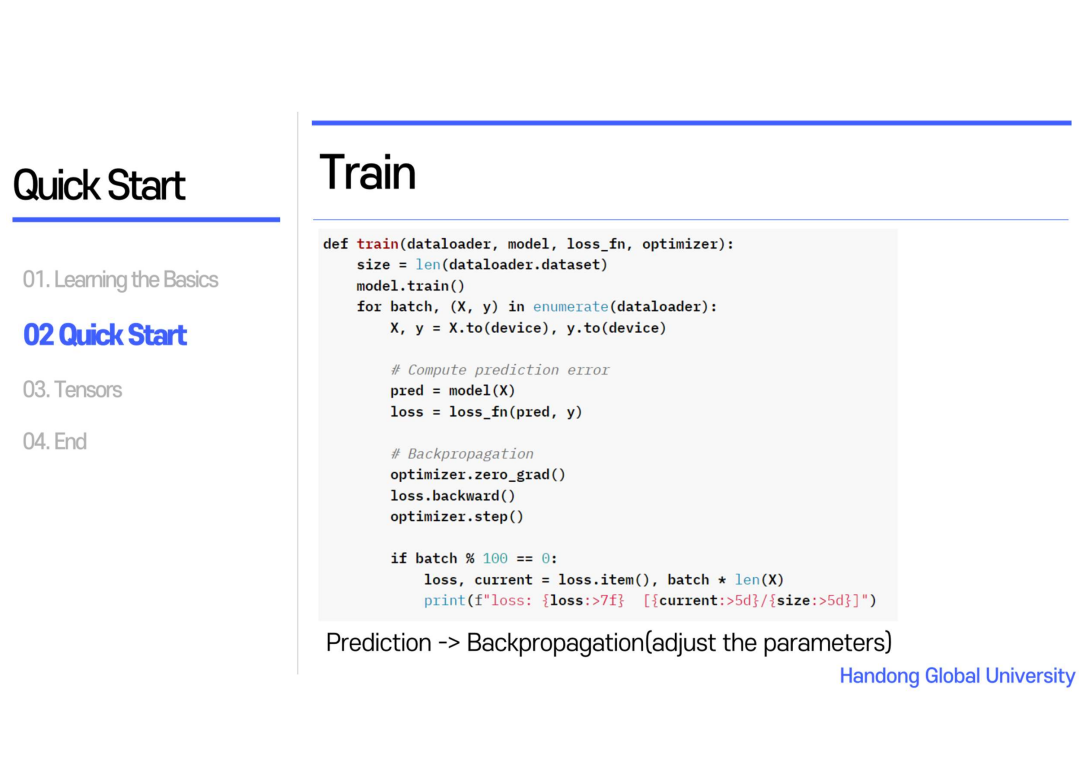 Quick Start
01. Learning the Basics
02 Quick Start
03. Tensors
04. End
Train
def train(dataloader, model, loss_fn, optimizer):
    size = len(dataloader.dataset)
    model.train()
    for batch, (X, y) in enumerate(dataloader):
        X, y = X.to(device), y.to(device)

        # Compute prediction error
        pred = model(X)
        loss = loss_fn(pred, y)

        # Backpropagation
        optimizer.zero_grad()
        loss.backward()
        optimizer.step()

        if batch % 100 == 0:
            loss, current = loss.item(), batch * len(X)
            print(f"loss: {loss:>7f}  [{current:>5d}/{size:>5d}]")
Prediction -> Backpropagation(adjust the parameters)
Handong Global University